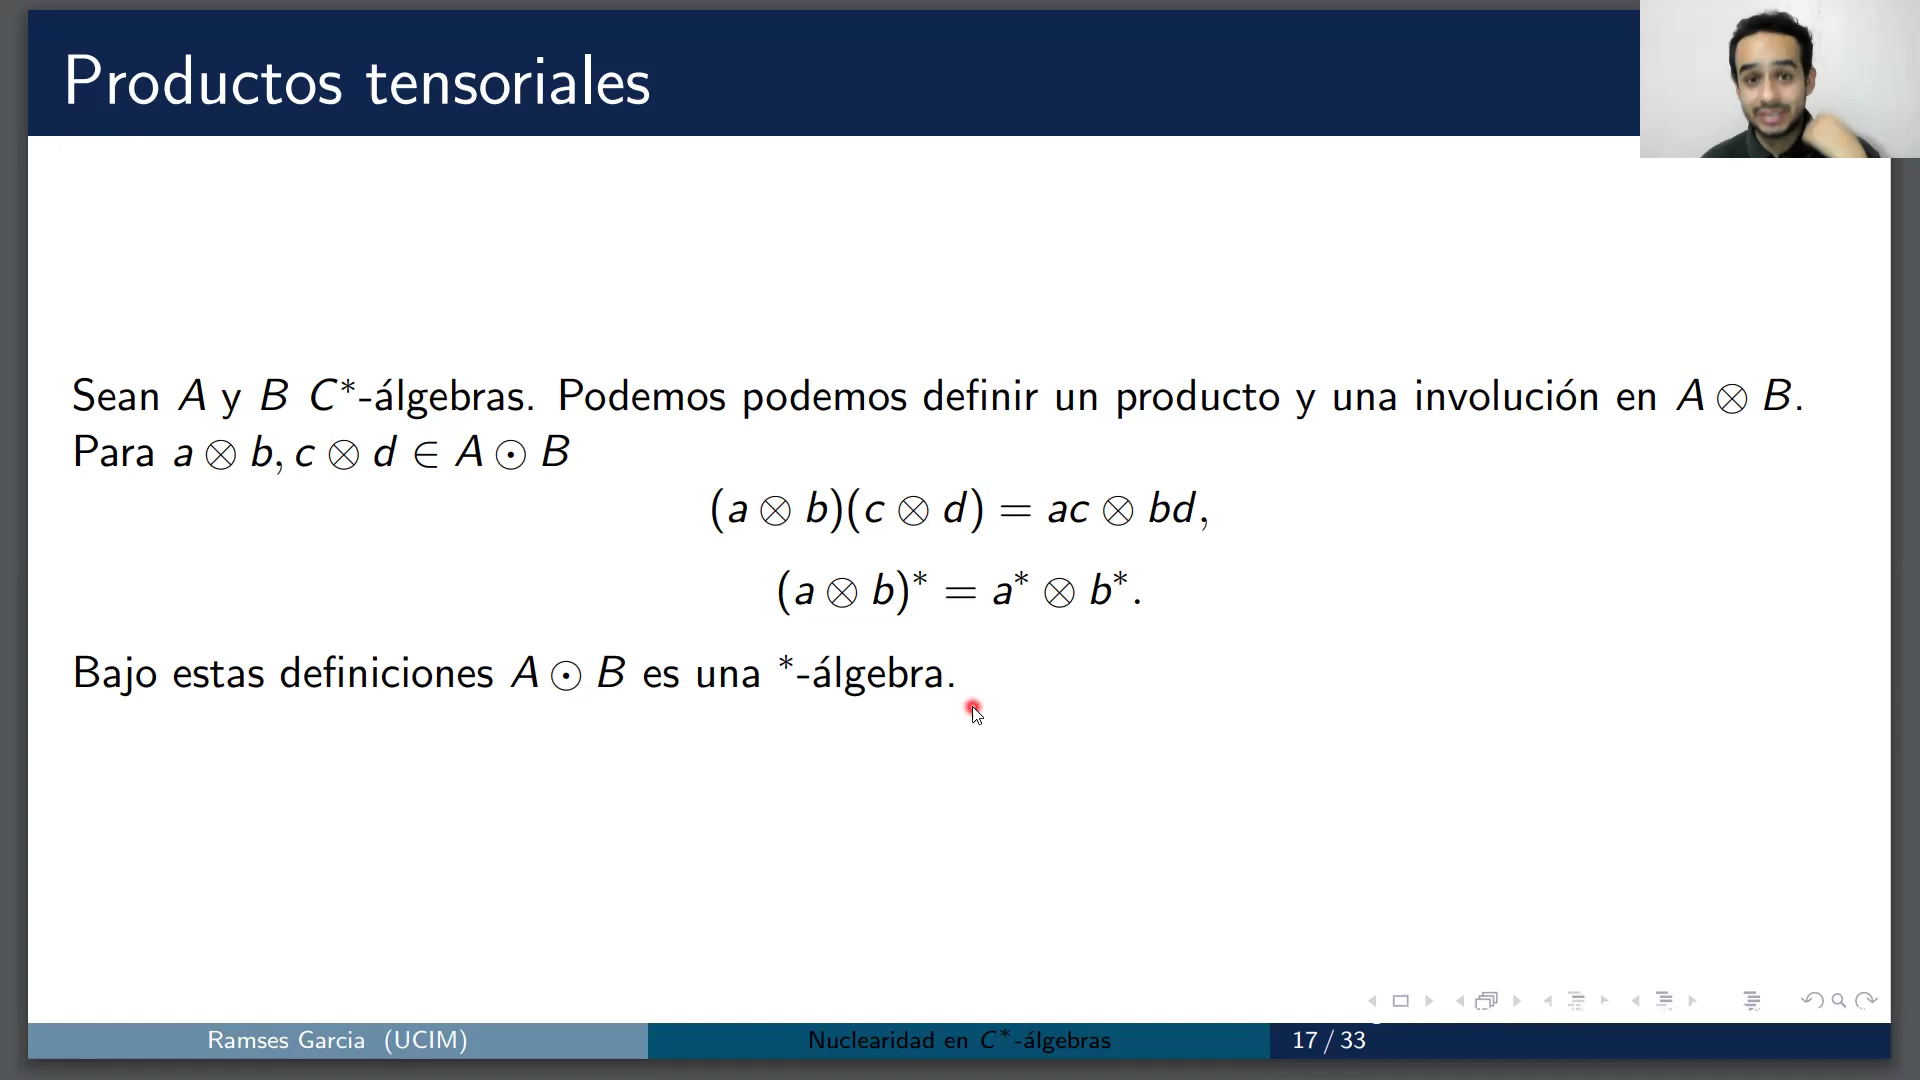 Productos tensoriales
Sean A y B C*-álgebras. Podemos podemos definir un producto y una involución en A ⊗ B.
Para a ⊗ b, c ⊗ d ∈ A ⊙ B
(a ⊗ b)(c ⊗ d) = ac ⊗ bd,
(a ⊗ b)* = a* ⊗ b*.
Bajo estas definiciones A ⊙ B es una *-álgebra.
Ramses Garcia (UCIM)
Nuclearidad en C*-álgebras
17 / 33